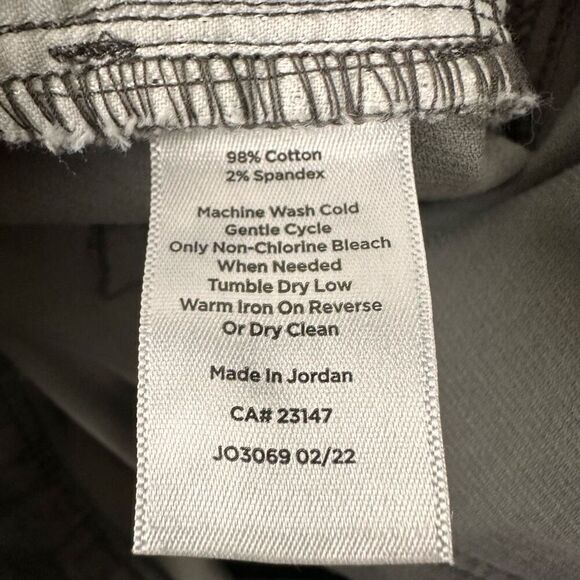 98% Cotton
2% Spandex
Machine Wash Cold
Gentle Cycle
Only Non-Chlorine Bleach
When Needed
Tumble Dry Low
Warm Iron On Reverse
Or Dry Clean
Made In Jordan
CA# 23147
JO3069 02/22